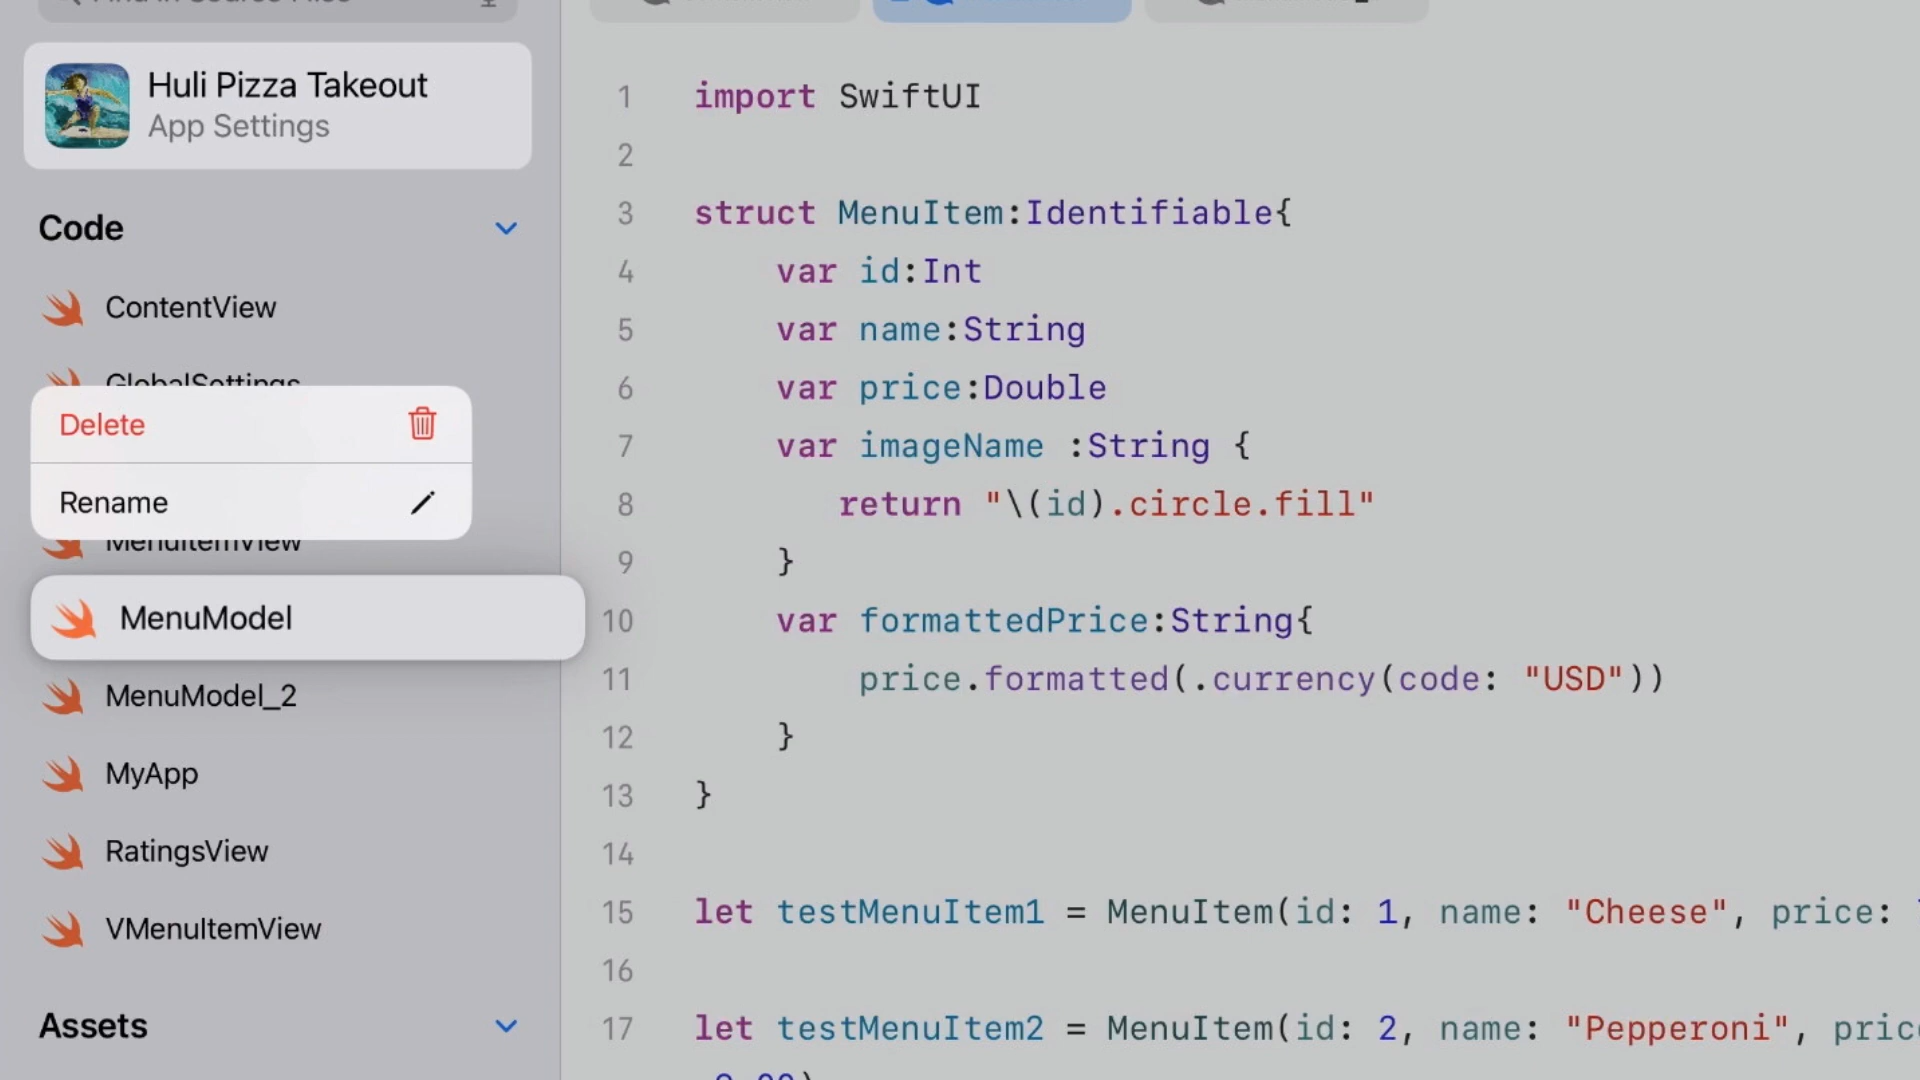 Huli Pizza Takeout
App Settings
Code
ContentView
GlobalSettings
Delete
Rename
MenuItemView
MenuModel
MenuModel_2
MyApp
RatingsView
VMenuItemView
Assets
1 import SwiftUI
2
3 struct MenuItem:Identifiable{
4 var id:Int
5 var name:String
6 var price:Double
7 var imageName :String {
8 return "\(id).circle.fill"
9 }
10 var formattedPrice:String{
11 price.formatted(.currency(code: "USD"))
12 }
13 }
14
15 let testMenuItem1 = MenuItem(id: 1, name: "Cheese", price:
16
17 let testMenuItem2 = MenuItem(id: 2, name: "Pepperoni", pric